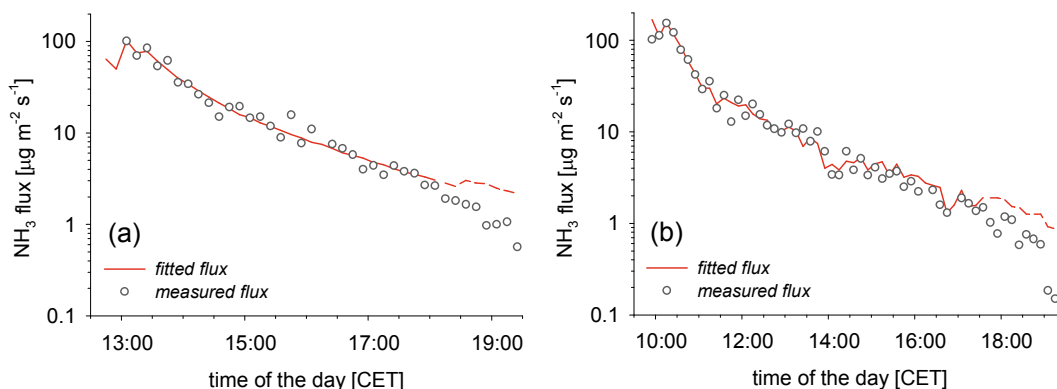 100
10
1
0.1
NH₃ flux [µg m⁻² s⁻¹]
(a)
fitted flux
measured flux
13:00 15:00 17:00 19:00
time of the day [CET]
100
10
1
0.1
NH₃ flux [µg m⁻² s⁻¹]
(b)
fitted flux
measured flux
10:00 12:00 14:00 16:00 18:00
time of the day [CET]